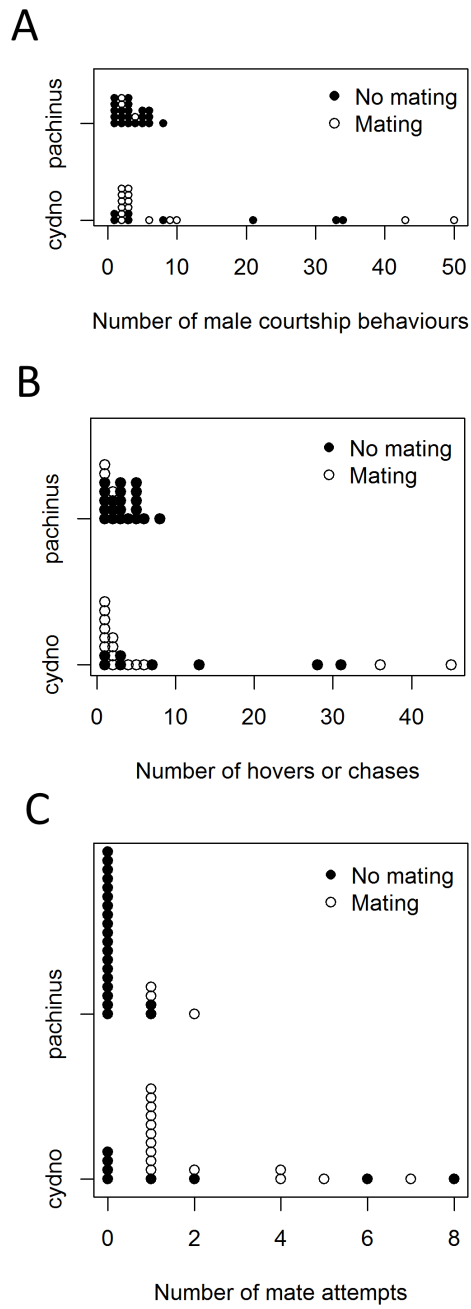 A
pachinus
cydno
No mating
Mating
0 10 20 30 40 50
Number of male courtship behaviours
B
pachinus
cydno
No mating
Mating
0 10 20 30 40
Number of hovers or chases
C
pachinus
cydno
No mating
Mating
0 2 4 6 8
Number of mate attempts